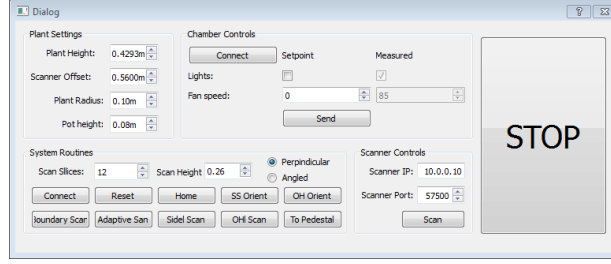 Dialog
Plant Settings
Plant Height: 0.4293m
Scanner Offset: 0.5600m
Plant Radius: 0.10m
Pot height: 0.08m
Chamber Controls
Connect Setpoint Measured
Lights:
Fan speed: 0 85
Send
STOP
System Routines
Scan Slices: 12 Scan Height 0.26 Perpindicular
Angled
Connect Reset Home SS Orient OH Orient
oundary Scan Adaptive San Sidel Scan OHl Scan To Pedestal
Scanner Controls
Scanner IP: 10.0.0.10
Scanner Port: 57500
Scan